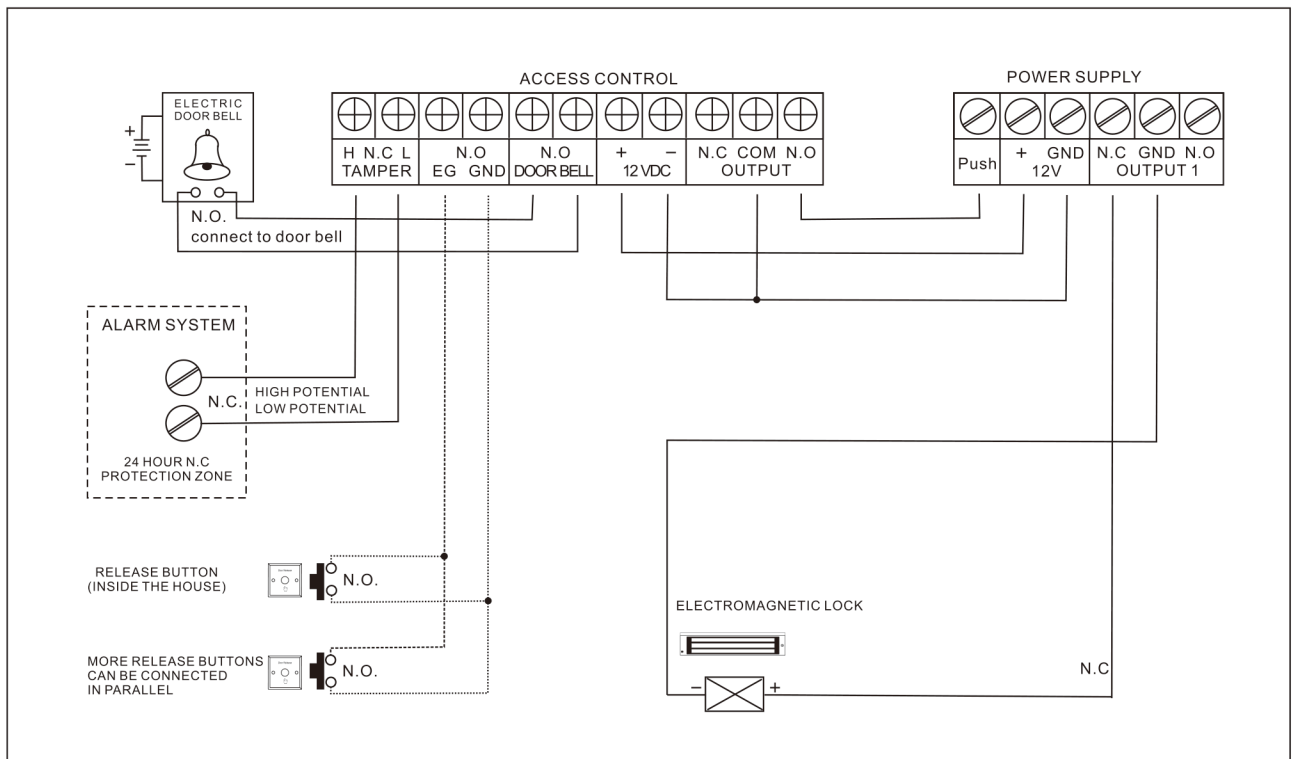 ACCESS CONTROL
POWER SUPPLY
ELECTRIC
DOOR BELL
+
−
N.O.
connect to door bell
H N.C L
TAMPER
N.O
EG GND
N.O
DOOR BELL
+ −
12 VDC
N.C COM N.O
OUTPUT
Push
+ GND
12V
N.C GND N.O
OUTPUT 1
ALARM SYSTEM
N.C.
HIGH POTENTIAL
LOW POTENTIAL
24 HOUR N.C
PROTECTION ZONE
RELEASE BUTTON
(INSIDE THE HOUSE)
N.O.
MORE RELEASE BUTTONS
CAN BE CONNECTED
IN PARALLEL
N.O.
ELECTROMAGNETIC LOCK
− +
N.C